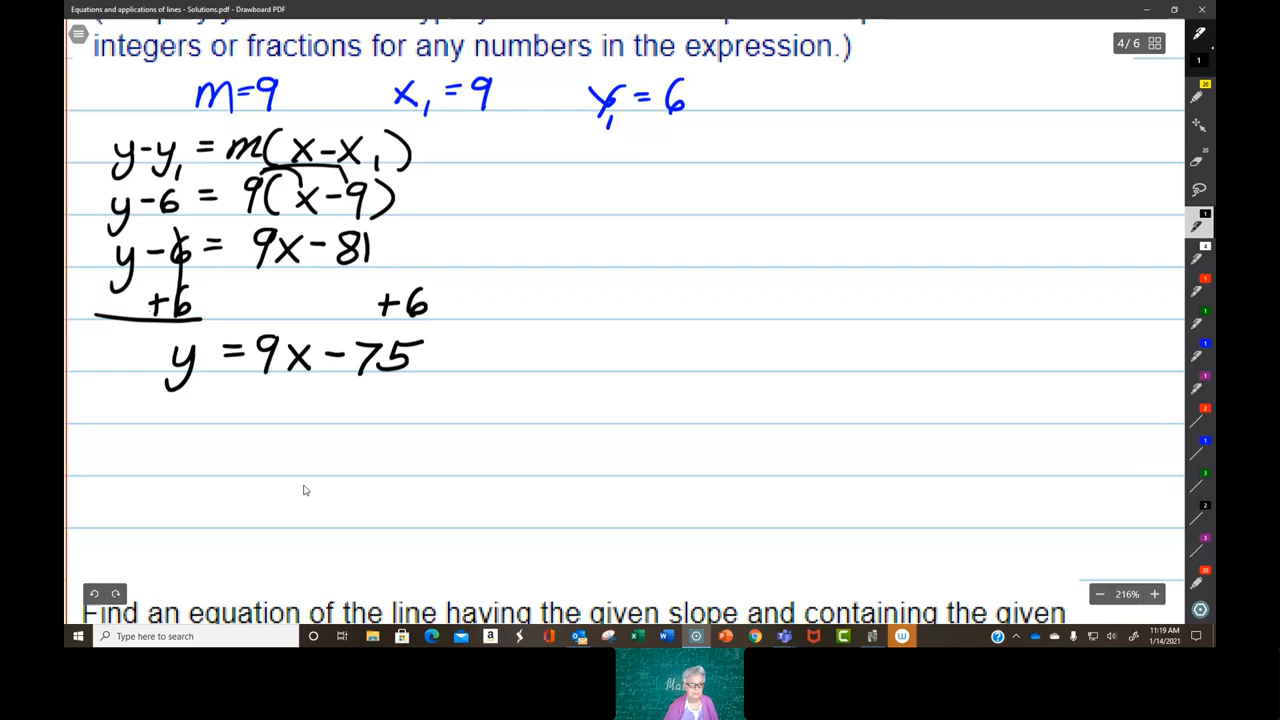 Equations and applications of lines - Solutions.pdf - Drawboard PDF
integers or fractions for any numbers in the expression.)
4 / 6
m=9 x₁ = 9 y₁ = 6
y-y₁ = m(x-x₁)
y-6 = 9(x-9)
y-6 = 9x-81
+6 +6
y = 9x-75
216%
Find an equation of the line having the given slope and containing the given
Type here to search
11:19 AM
1/14/2021